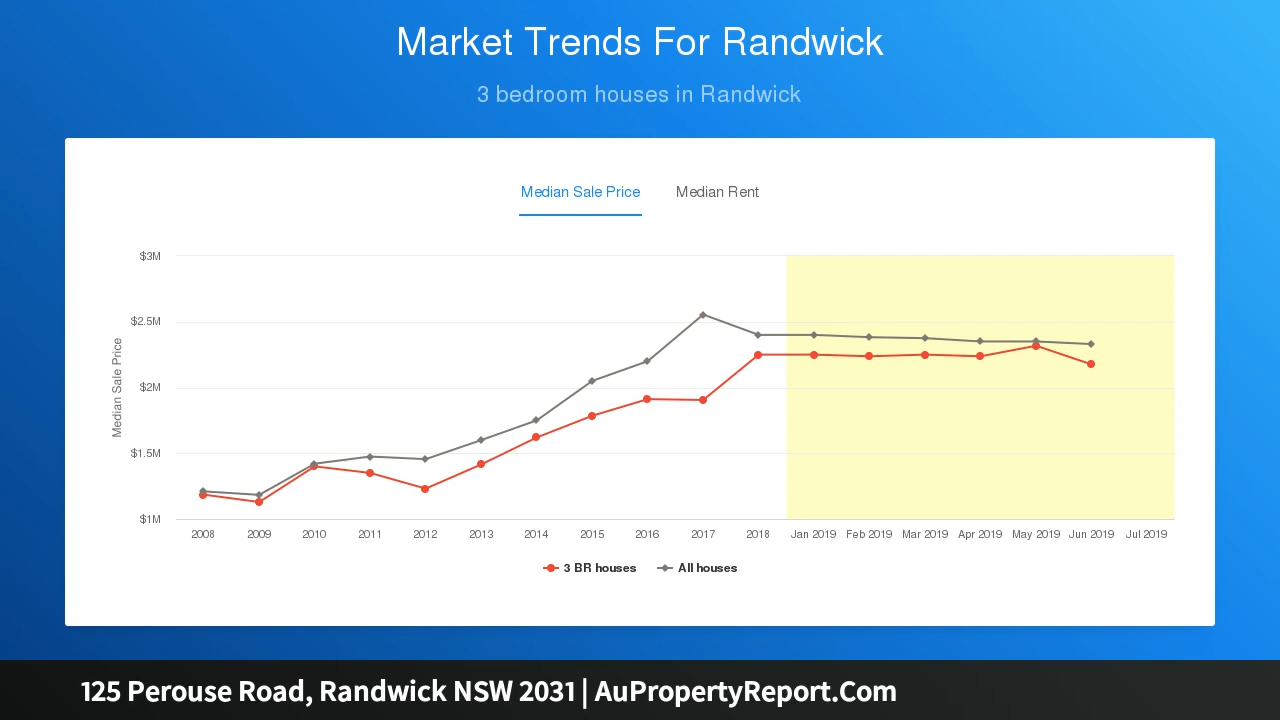 Market Trends For Randwick
3 bedroom houses in Randwick
Median Sale Price Median Rent
$3M
$2.5M
$2M
$1.5M
$1M
Median Sale Price
2008 2009 2010 2011 2012 2013 2014 2015 2016 2017 2018 Jan 2019 Feb 2019 Mar 2019 Apr 2019 May 2019 Jun 2019 Jul 2019
3 BR houses All houses
125 Perouse Road, Randwick NSW 2031 | AuPropertyReport.Com